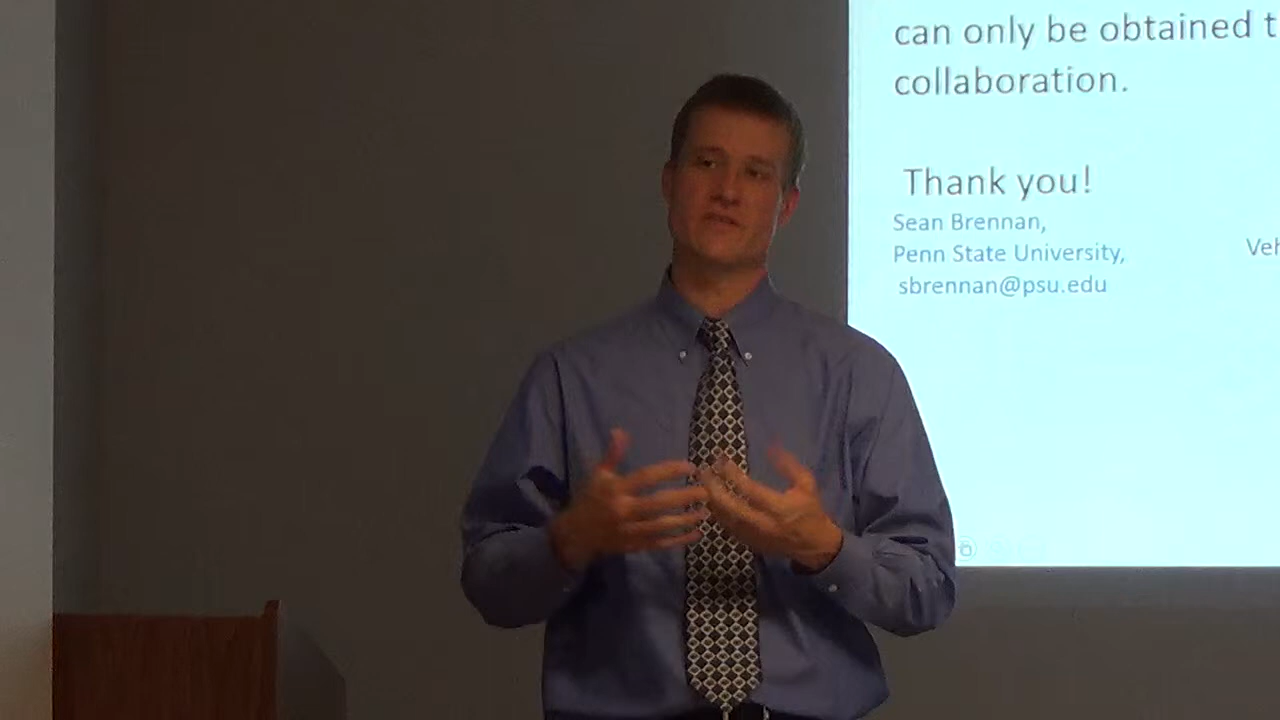 can only be obtained t
collaboration.
Thank you!
Sean Brennan,
Penn State University,
sbrennan@psu.edu
Veh